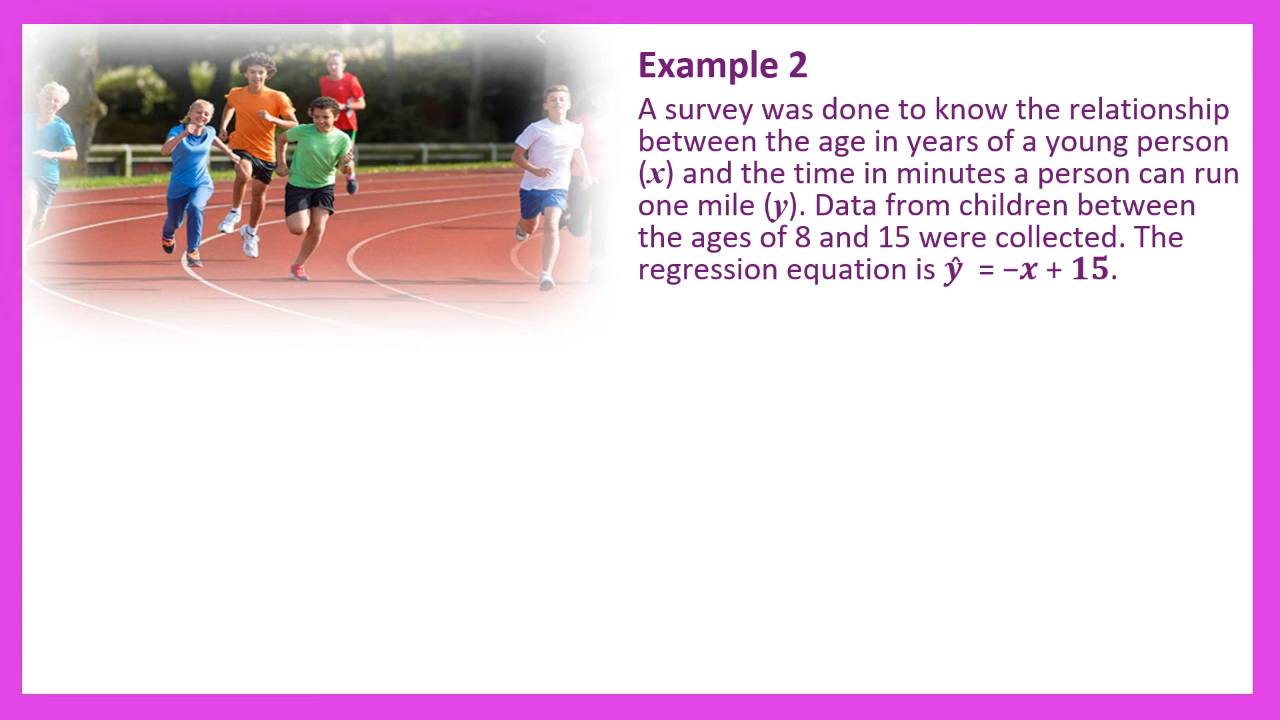 Example 2
A survey was done to know the relationship
between the age in years of a young person
(x) and the time in minutes a person can run
one mile (y). Data from children between
the ages of 8 and 15 were collected. The
regression equation is ŷ = −x + 15.